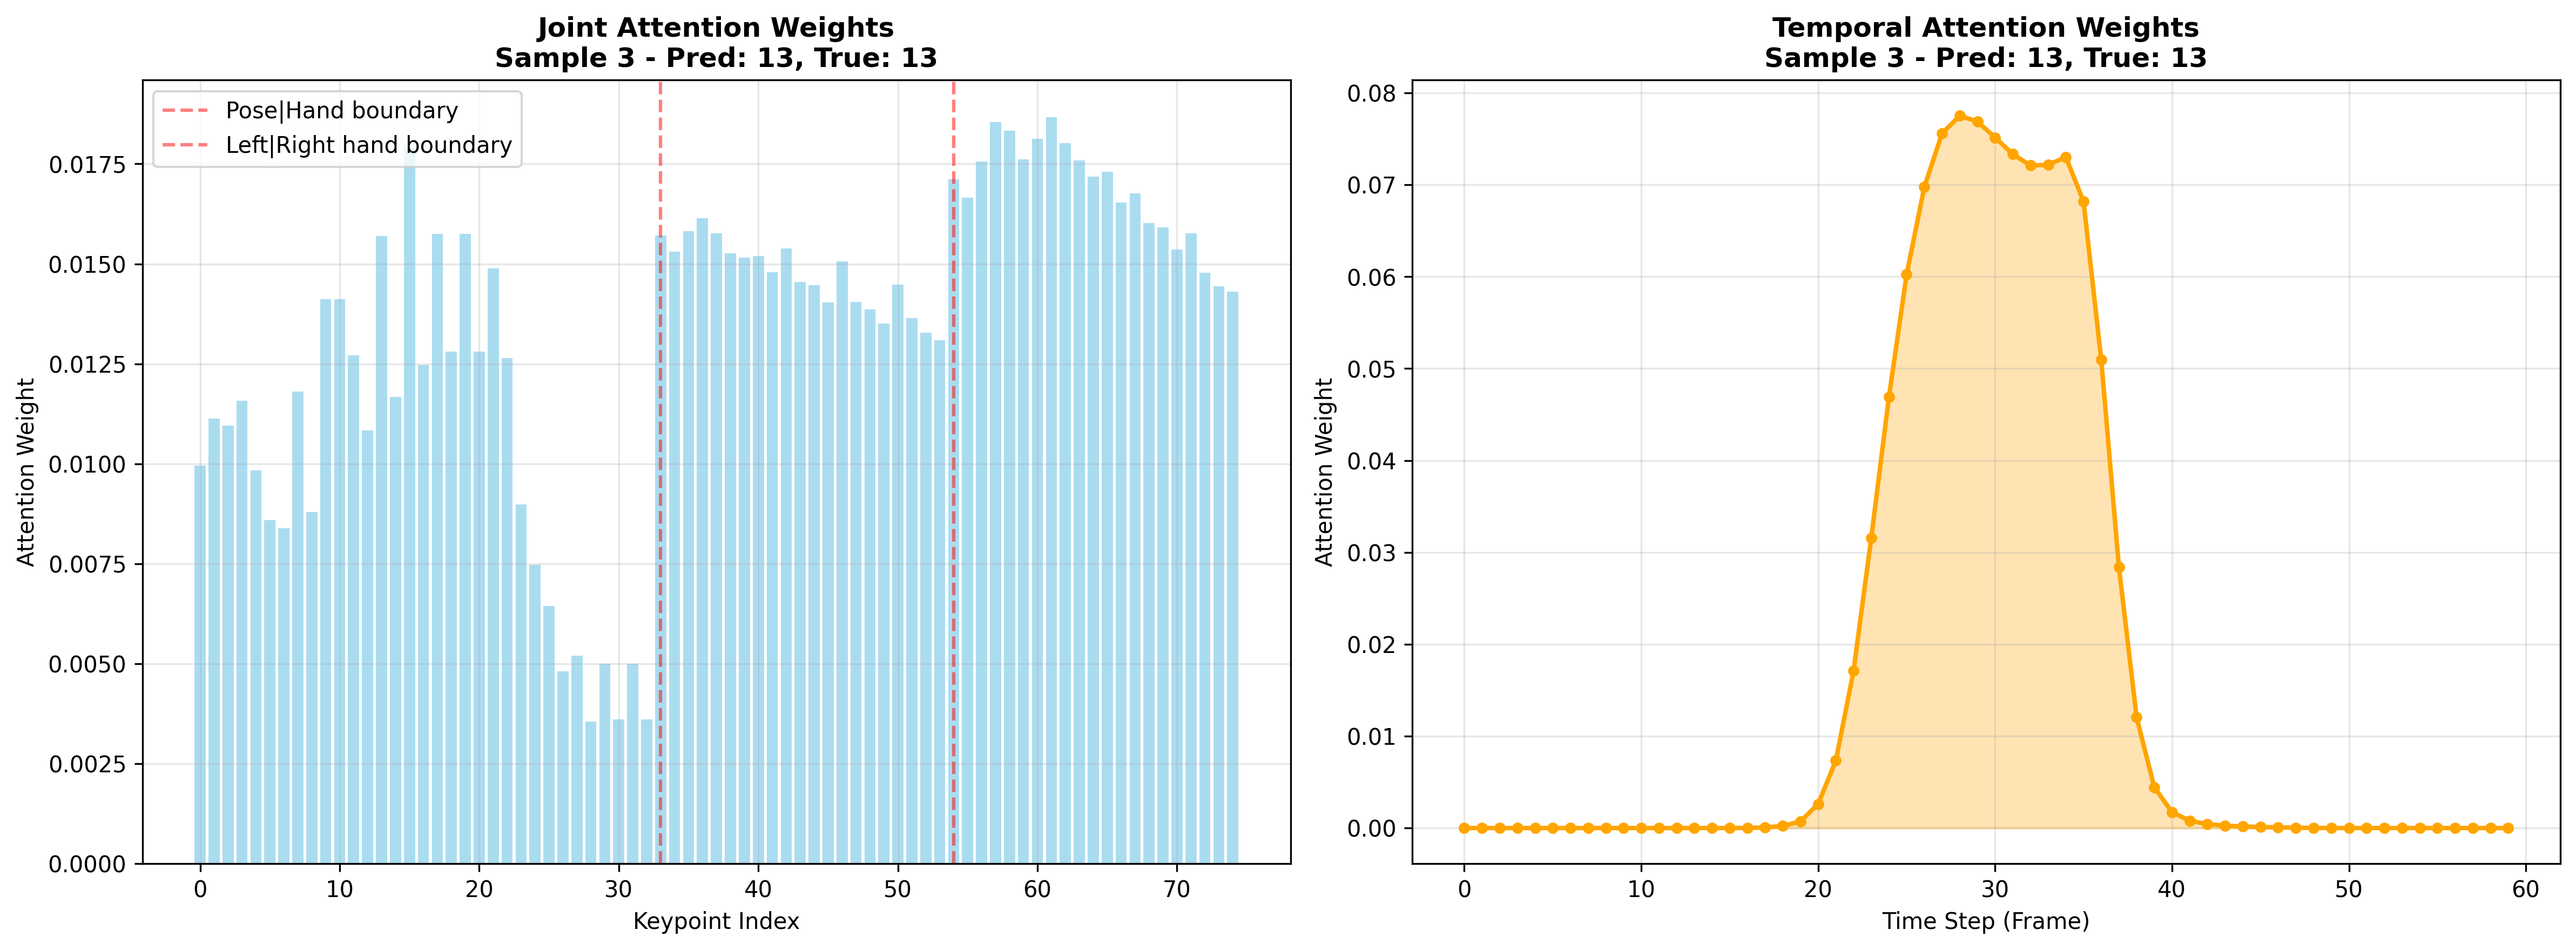 Joint Attention Weights
Sample 3 - Pred: 13, True: 13
Pose|Hand boundary
Left|Right hand boundary
Attention Weight
0.0175
0.0150
0.0125
0.0100
0.0075
0.0050
0.0025
0.0000
0 10 20 30 40 50 60 70
Keypoint Index
Temporal Attention Weights
Sample 3 - Pred: 13, True: 13
Attention Weight
0.08
0.07
0.06
0.05
0.04
0.03
0.02
0.01
0.00
0 10 20 30 40 50 60
Time Step (Frame)